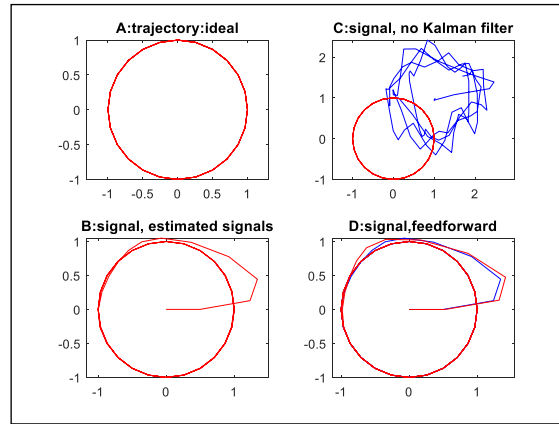 A:trajectory:ideal
1
0.5
0
-0.5
-1
-1 -0.5 0 0.5 1
C:signal, no Kalman filter
2
1
0
-1
-1 0 1 2
B:signal, estimated signals
1
0.5
0
-0.5
-1
-1 0 1
D:signal,feedforward
1
0.5
0
-0.5
-1
-1 0 1